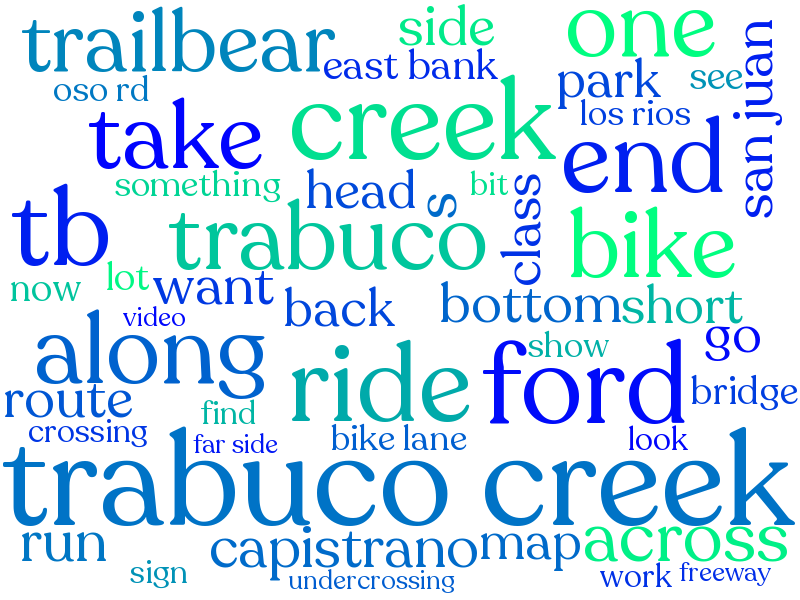 trailbear
side
one
east bank
oso rd
park
see
san juan
los rios
take
creek
end
something
head
s
bit
class
tb
trabuco
bike
now
lot
want
video
back
bottom
short
along
ride
show
ford
go
route
find
bridge
crossing
far side
bike lane
look
trabuco creek
run
capistrano
map
across
sign
undercrossing
work
freeway